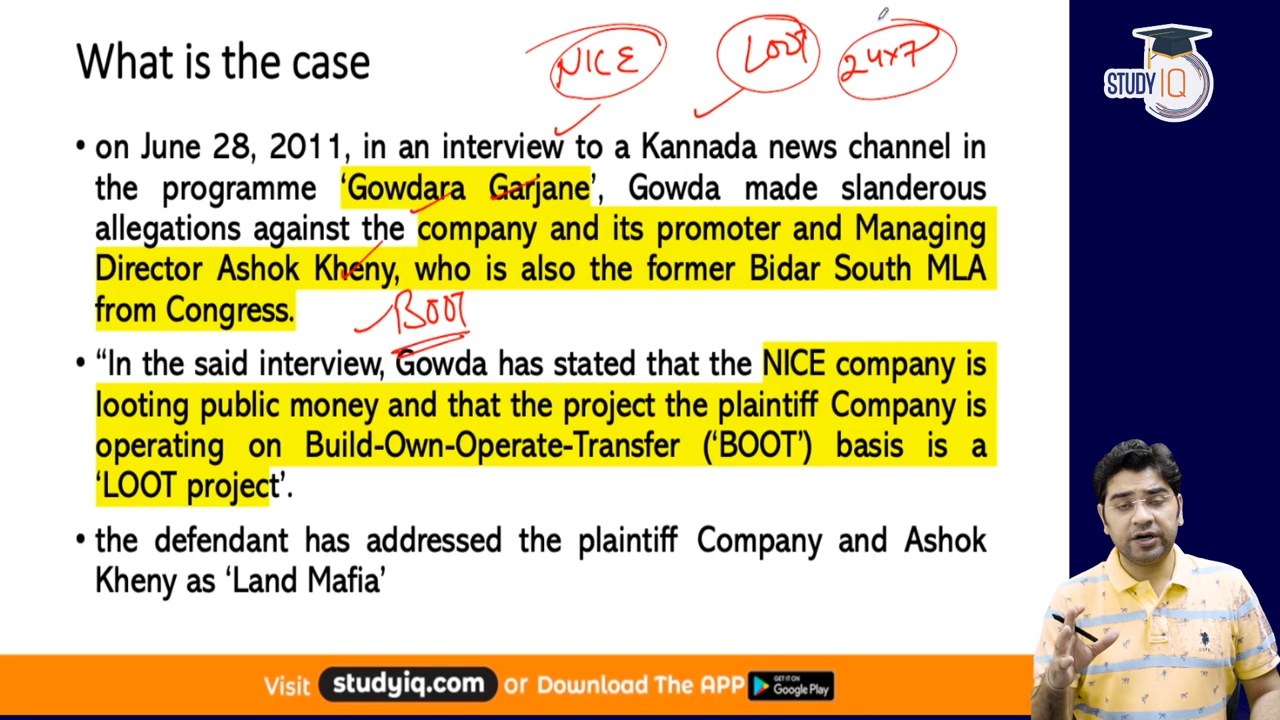 What is the case
NICE
LOOT
24x7
STUDY IQ
• on June 28, 2011, in an interview to a Kannada news channel in
the programme ‘Gowdara Garjane’, Gowda made slanderous
allegations against the company and its promoter and Managing
Director Ashok Kheny, who is also the former Bidar South MLA
from Congress.
BOOT
• “In the said interview, Gowda has stated that the NICE company is
looting public money and that the project the plaintiff Company is
operating on Build-Own-Operate-Transfer (‘BOOT’) basis is a
‘LOOT project’.
• the defendant has addressed the plaintiff Company and Ashok
Kheny as ‘Land Mafia’
Visit studyiq.com or Download The APP GET IT ON Google Play